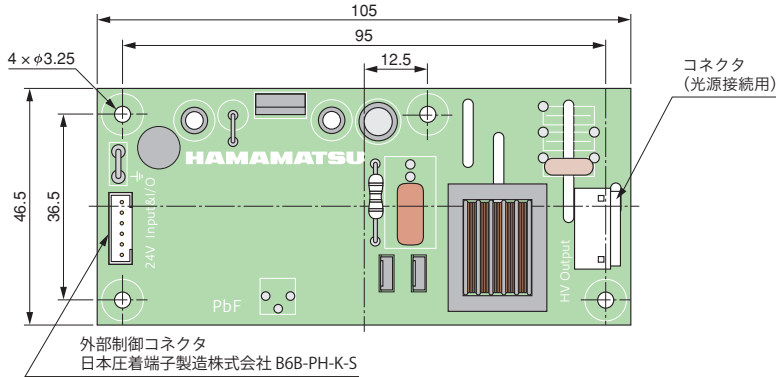 105
95
4 × φ3.25
12.5
コネクタ
(光源接続用)
46.5
36.5
HAMAMATSU
24V Input&I/O
HV Output
PbF
外部制御コネクタ
日本圧着端子製造株式会社 B6B-PH-K-S